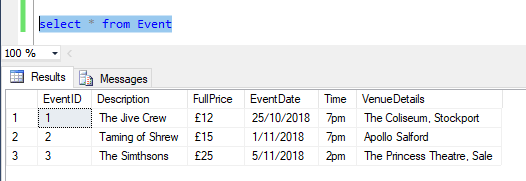 select * from Event
100 %
Results Messages
EventID Description FullPrice EventDate Time VenueDetails
1 1 The Jive Crew £12 25/10/2018 7pm The Coliseum, Stockport
2 2 Taming of Shrew £15 1/11/2018 7pm Apollo Salford
3 3 The Simthsons £25 5/11/2018 2pm The Princess Theatre, Sale